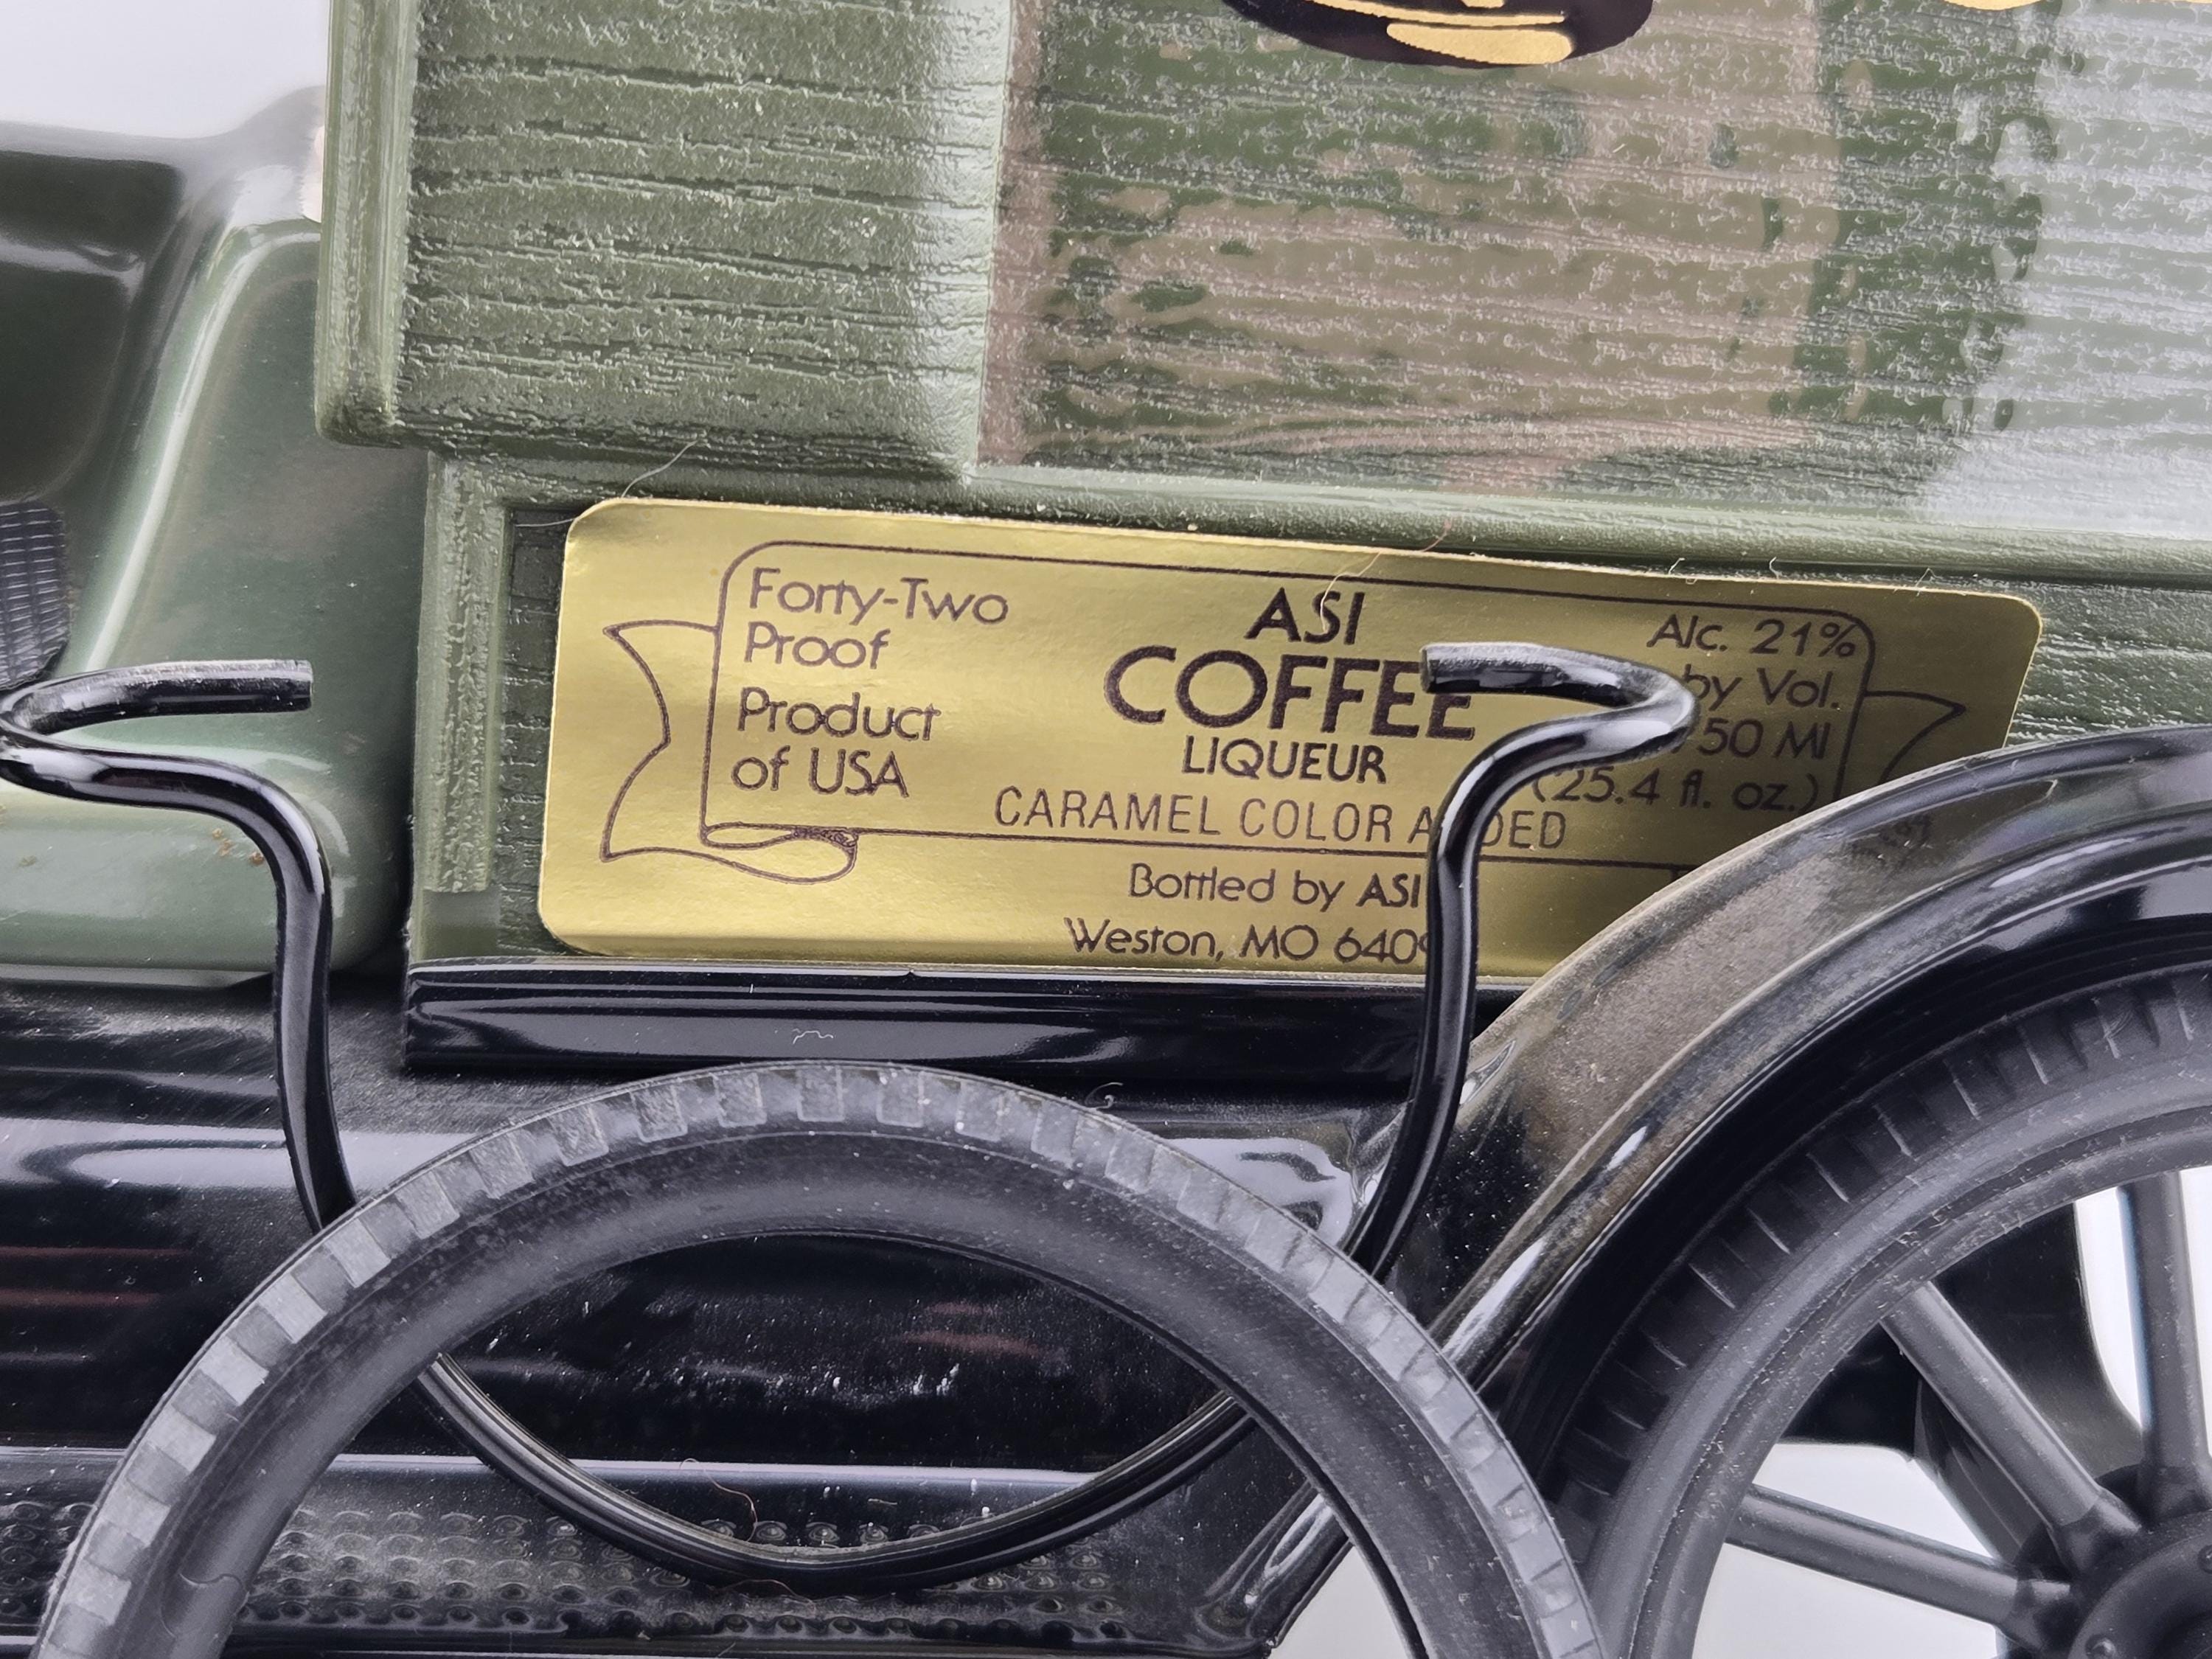 Forty-Two
Proof
Product
of USA
ASI
COFFEE
LIQUEUR
CARAMEL COLOR
Alc. 21%
by Vol.
50 Ml
(25.4 fl. oz.)
Bottled by ASI
Weston, MO